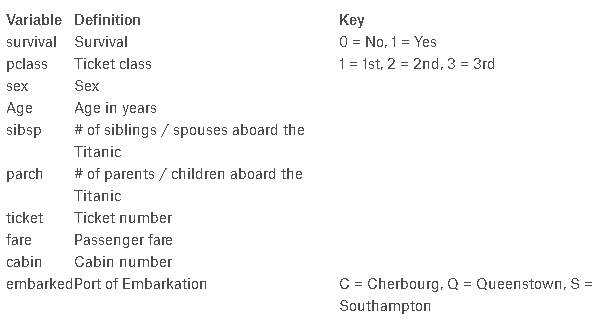 Variable Definition Key
survival Survival 0 = No, 1 = Yes
pclass Ticket class 1 = 1st, 2 = 2nd, 3 = 3rd
sex Sex
Age Age in years
sibsp # of siblings / spouses aboard the
Titanic
parch # of parents / children aboard the
Titanic
ticket Ticket number
fare Passenger fare
cabin Cabin number
embarked Port of Embarkation C = Cherbourg, Q = Queenstown, S =
Southampton